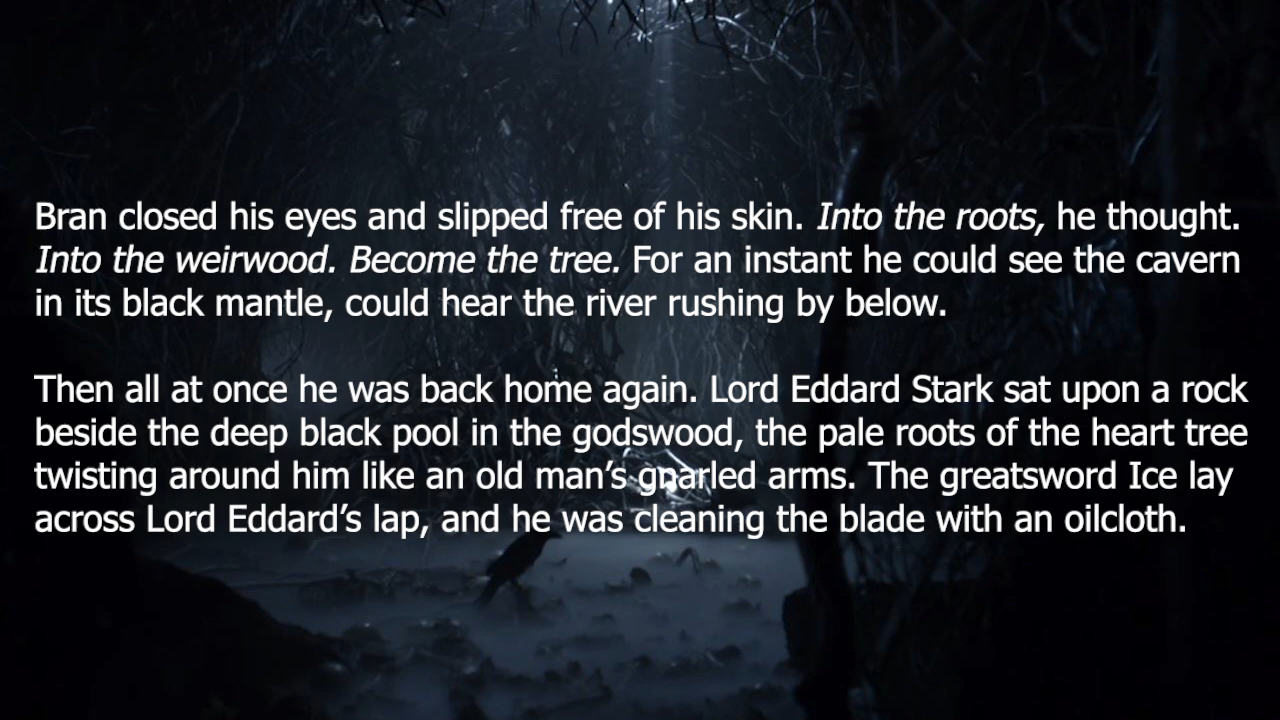 Bran closed his eyes and slipped free of his skin. Into the roots, he thought.
Into the weirwood. Become the tree. For an instant he could see the cavern
in its black mantle, could hear the river rushing by below.
Then all at once he was back home again. Lord Eddard Stark sat upon a rock
beside the deep black pool in the godswood, the pale roots of the heart tree
twisting around him like an old man’s gnarled arms. The greatsword Ice lay
across Lord Eddard’s lap, and he was cleaning the blade with an oilcloth.